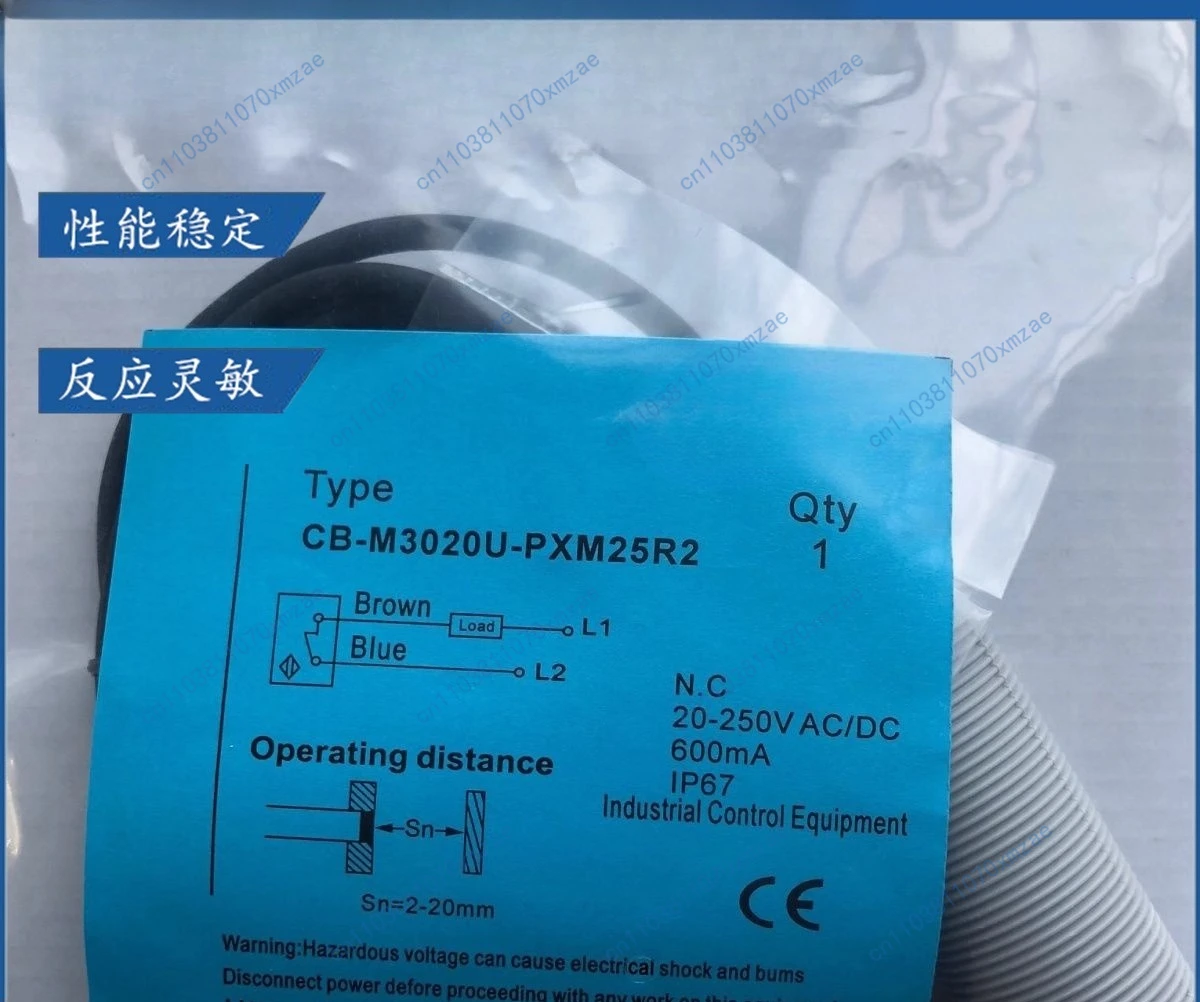 cn1103811070xmzae
cn1103811070xmzae
cn1103811070xmzae
性能稳定
反应灵敏
cn1103811070xmzae
cn1103811070xmzae
cn1103811070xmzae
Type
Qty
CB-M3020U-PXM25R2
1
Brown
Load
L1
Blue
L2
N.C
20-250V AC/DC
600mA
IP67
Industrial Control Equipment
Operating distance
Sn
Sn=2-20mm
CE
cn1103811070xmzae
Warning:Hazardous voltage can cause electrical shock and bums
Disconnect power defore proceeding with any work on this